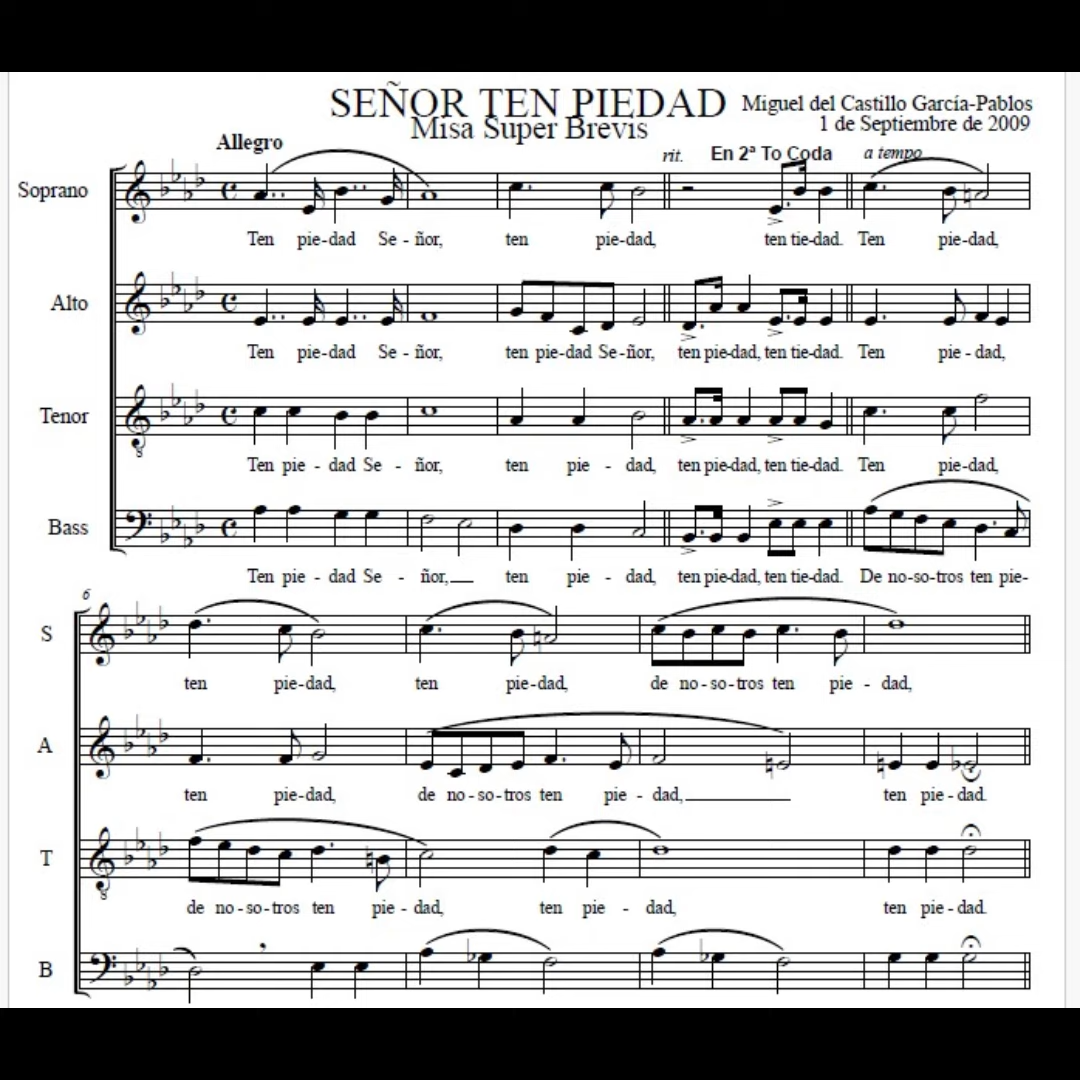 SEÑOR TEN PIEDAD
Misa Super Brevis
Miguel del Castillo García-Pablos
1 de Septiembre de 2009
Allegro
rit. En 2ª To Coda a tempo
Soprano
Ten pie-dad Se - ñor, ten pie-dad, ten tie-dad. Ten pie-dad,
Alto
Ten pie-dad Se - ñor, ten pie-dad Se-ñor, ten pie-dad, ten tie-dad. Ten pie - dad,
Tenor
8
Ten pie - dad Se - ñor, ten pie - dad, ten pie-dad, ten tie-dad. Ten pie-dad,
Bass
Ten pie - dad Se - ñor, ten pie - dad, ten pie-dad, ten tie-dad. De no-so-tros ten pie-
6
S
ten pie-dad, ten pie-dad, de no-so-tros ten pie - dad,
A
ten pie-dad, de no-so-tros ten pie - dad, ten pie-dad.
T
8
de no-so-tros ten pie - dad, ten pie - dad, ten pie-dad.
B